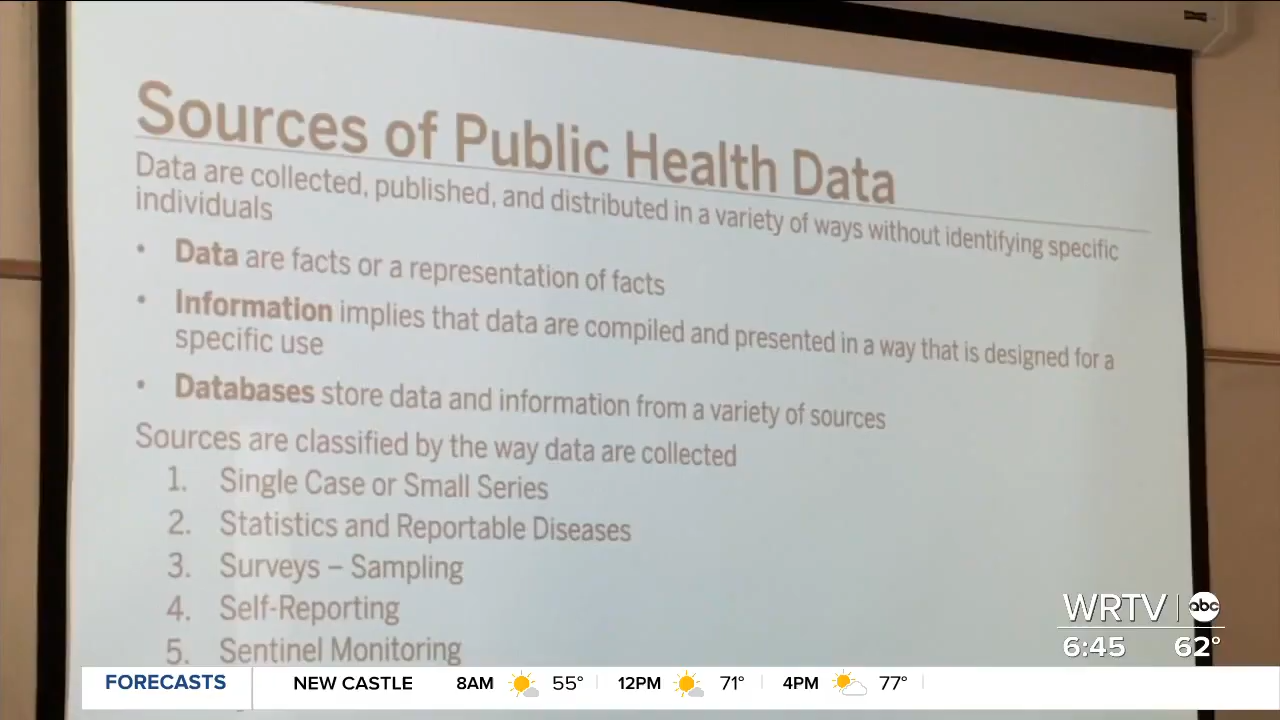 Sources of Public Health Data
Data are collected, published, and distributed in a variety of ways without identifying specific
individuals
• Data are facts or a representation of facts
• Information implies that data are compiled and presented in a way that is designed for a
specific use
• Databases store data and information from a variety of sources
Sources are classified by the way data are collected
1. Single Case or Small Series
2. Statistics and Reportable Diseases
3. Surveys – Sampling
4. Self-Reporting
5. Sentinel Monitoring
WRTV abc
6:45 62°
FORECASTS NEW CASTLE 8AM 55° 12PM 71° 4PM 77°